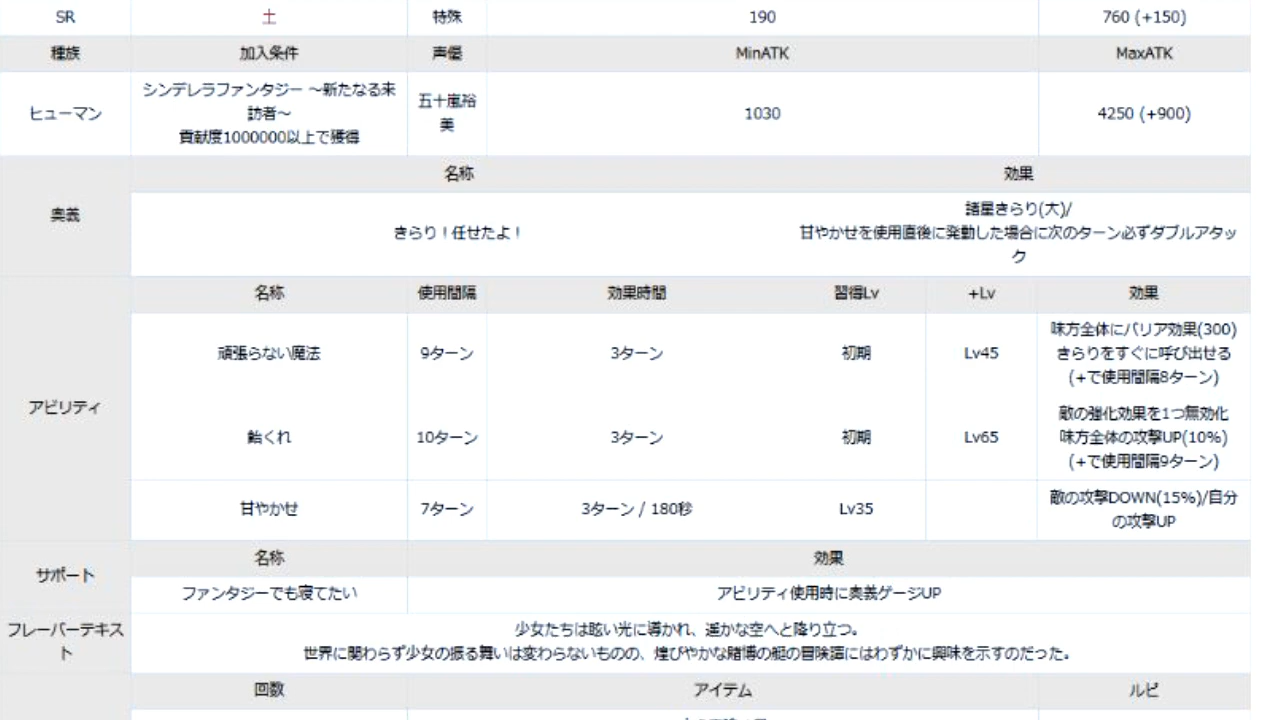 SR 土 特殊 190 760 (+150)
種族 加入条件 声優 MinATK MaxATK
シンデレラファンタジー ～新たなる来
訪者～
貢献度1000000以上で獲得
ヒューマン
五十嵐裕
美
1030 4250 (+900)
奥義
名称 効果
きらり！任せたよ！
諸星きらり(大)/
甘やかせを使用直後に発動した場合に次のターン必ずダブルアタッ
ク
アビリティ
名称 使用間隔 効果時間 習得Lv +Lv 効果
頑張らない魔法 9ターン 3ターン 初期 Lv45
味方全体にバリア効果(300)
きらりをすぐに呼び出せる
(+で使用間隔8ターン)
飴くれ 10ターン 3ターン 初期 Lv65
敵の強化効果を1つ無効化
味方全体の攻撃UP(10%)
(+で使用間隔9ターン)
甘やかせ 7ターン 3ターン / 180秒 Lv35
敵の攻撃DOWN(15%)/自分
の攻撃UP
サポート
名称 効果
ファンタジーでも寝てたい アビリティ使用時に奥義ゲージUP
フレーバーテキス
ト
少女たちは眩い光に導かれ、遥かな空へと降り立つ。
世界に関わらず少女の振る舞いは変わらないものの、煌びやかな賭博の艇の冒険譚にはわずかに興味を示すのだった。
回数 アイテム ルピ